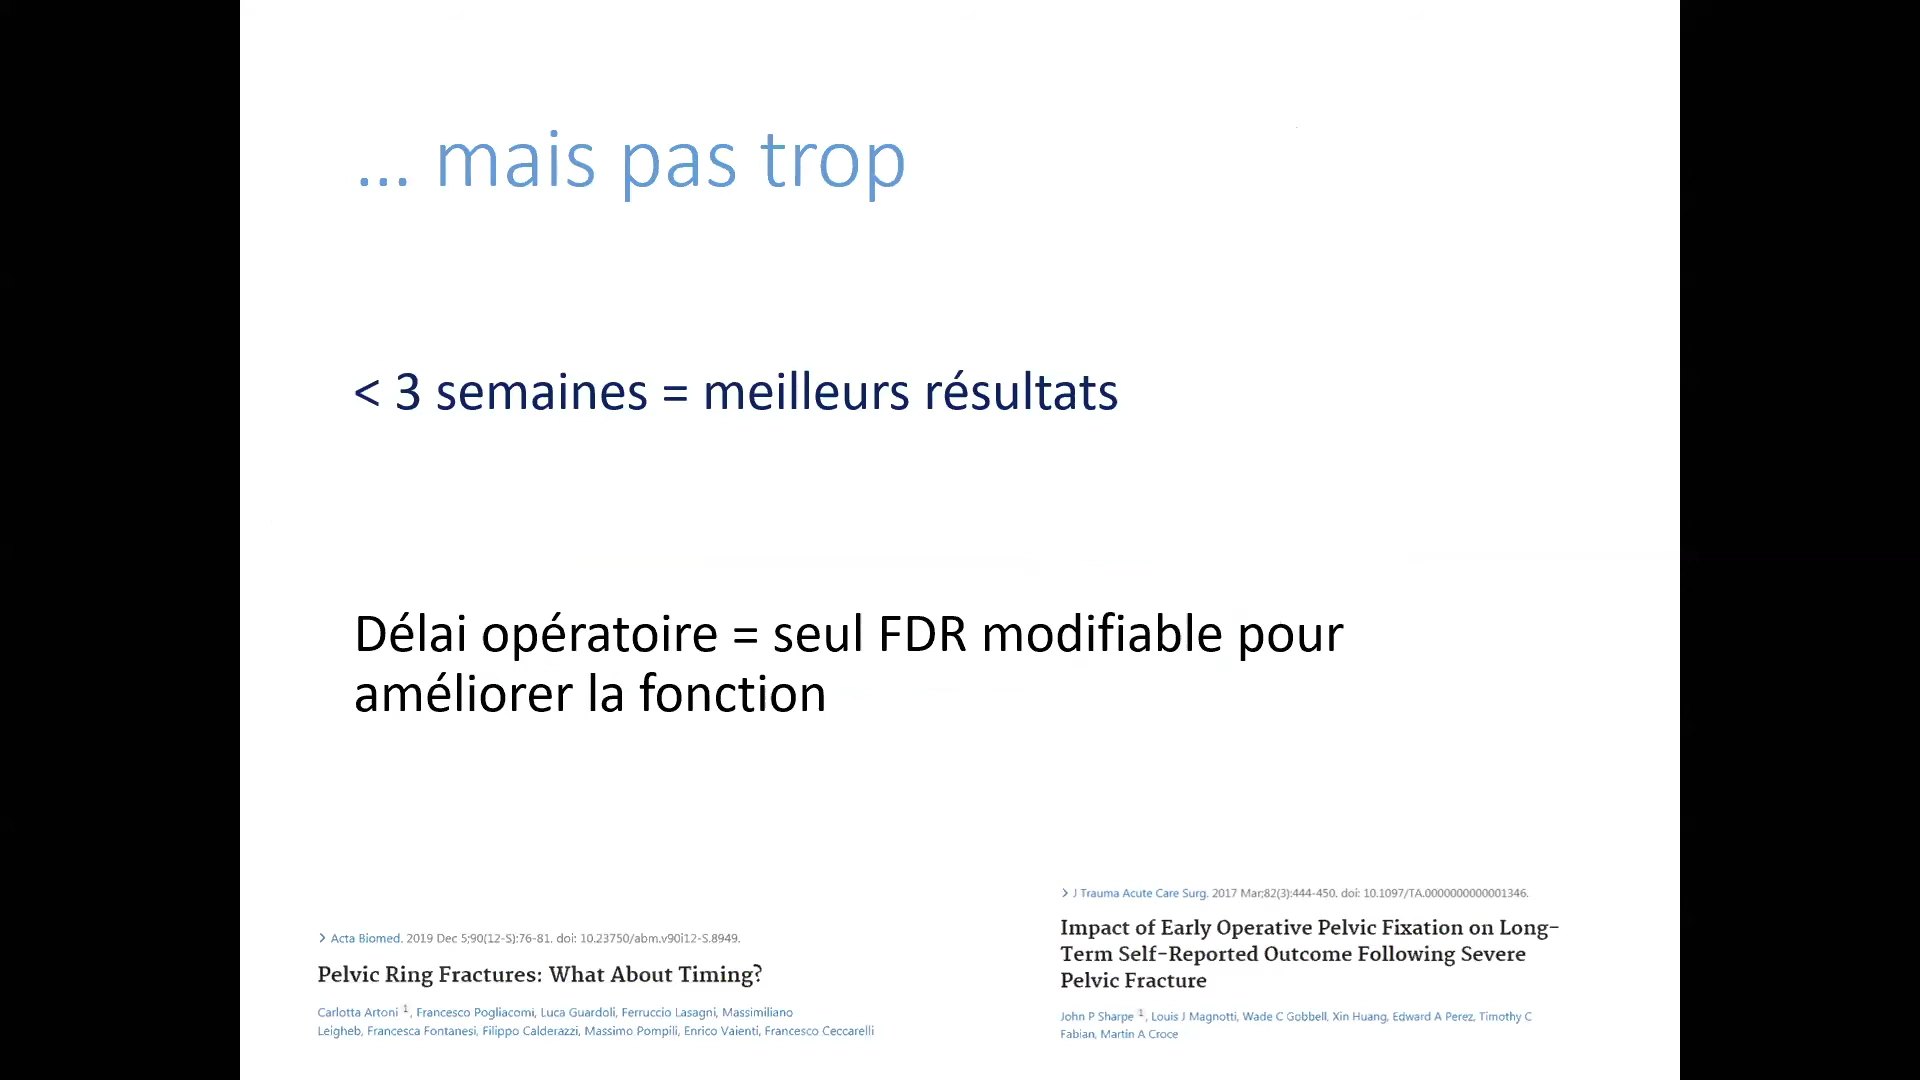 ... mais pas trop
< 3 semaines = meilleurs résultats
Délai opératoire = seul FDR modifiable pour
améliorer la fonction
> Acta Biomed. 2019 Dec 5;90(12-S):76-81. doi: 10.23750/abm.v90i12-S.8949.
Pelvic Ring Fractures: What About Timing?
Carlotta Artoni 1, Francesco Pogliacomi, Luca Guardoli, Ferruccio Lasagni, Massimiliano
Leigheb, Francesca Fontanesi, Filippo Calderazzi, Massimo Pompili, Enrico Vaienti, Francesco Ceccarelli
> J Trauma Acute Care Surg. 2017 Mar;82(3):444-450. doi: 10.1097/TA.0000000000001346.
Impact of Early Operative Pelvic Fixation on Long-
Term Self-Reported Outcome Following Severe
Pelvic Fracture
John P Sharpe 1, Louis J Magnotti, Wade C Gobbell, Xin Huang, Edward A Perez, Timothy C
Fabian, Martin A Croce